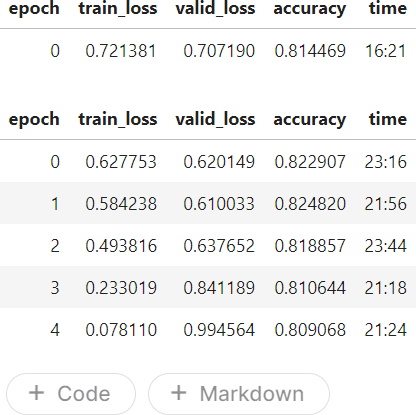 epoch train_loss valid_loss accuracy time
0 0.721381 0.707190 0.814469 16:21
epoch train_loss valid_loss accuracy time
0 0.627753 0.620149 0.822907 23:16
1 0.584238 0.610033 0.824820 21:56
2 0.493816 0.637652 0.818857 23:44
3 0.233019 0.841189 0.810644 21:18
4 0.078110 0.994564 0.809068 21:24
+ Code + Markdown